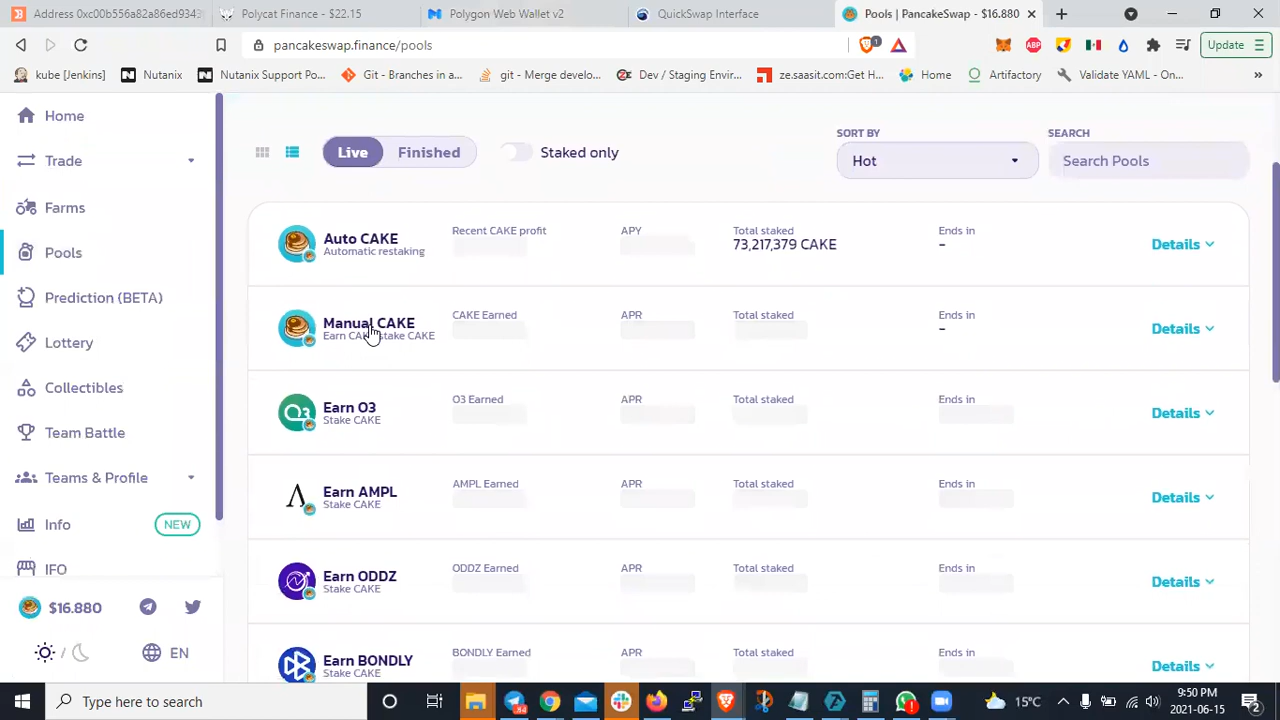 Address 0xc00b556a82a86ed9343
Polycat Finance - $22.15
Polygon Web Wallet v2
QuickSwap Interface
Pools | PancakeSwap - $16.880
pancakeswap.finance/pools
1
ABP
Update
kube [Jenkins]
Nutanix
Nutanix Support Po...
Git - Branches in a...
git - Merge develo...
Dev / Staging Envir...
ze.saasit.com:Get H...
Home
Artifactory
Validate YAML - On...
»
Home
Trade
Farms
Pools
Prediction (BETA)
Lottery
Collectibles
Team Battle
Teams & Profile
Info
NEW
IFO
$16.880
/
EN
Live
Finished
Staked only
SORT BY
Hot
SEARCH
Search Pools
Auto CAKE
Automatic restaking
Recent CAKE profit
APY
Total staked
73,217,379 CAKE
Ends in
-
Details
Manual CAKE
Earn CAKE, stake CAKE
CAKE Earned
APR
Total staked
Ends in
-
Details
Earn O3
Stake CAKE
O3 Earned
APR
Total staked
Ends in
Details
Earn AMPL
Stake CAKE
AMPL Earned
APR
Total staked
Ends in
Details
Earn ODDZ
Stake CAKE
ODDZ Earned
APR
Total staked
Ends in
Details
Earn BONDLY
Stake CAKE
BONDLY Earned
APR
Total staked
Ends in
Details
Type here to search
15°C
9:50 PM
2021-06-15
2